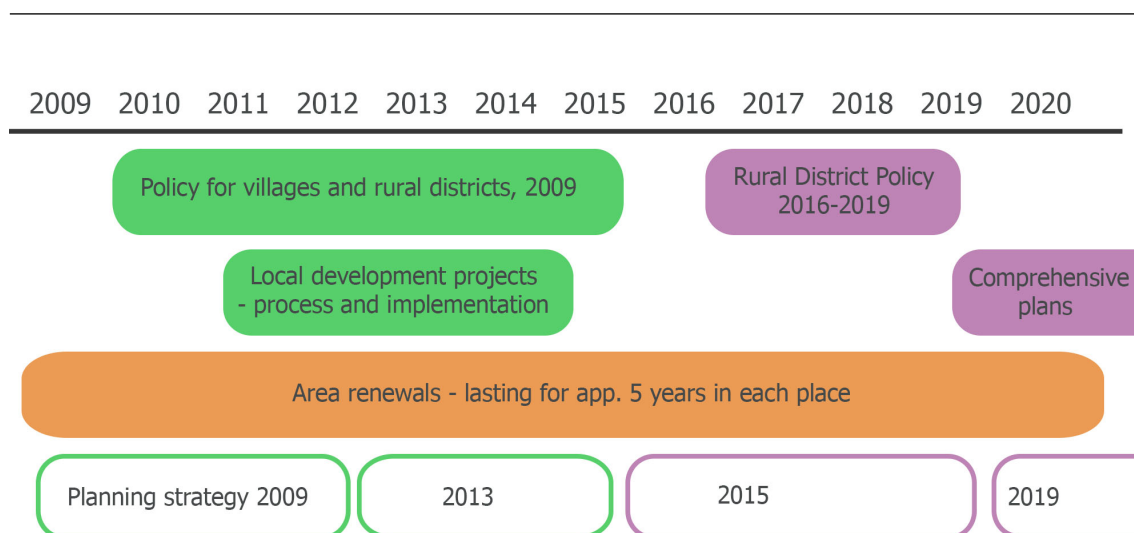 2009 2010 2011 2012 2013 2014 2015 2016 2017 2018 2019 2020
Policy for villages and rural districts, 2009
Rural District Policy
2016-2019
Local development projects
- process and implementation
Comprehensive
plans
Area renewals - lasting for app. 5 years in each place
Planning strategy 2009
2013
2015
2019